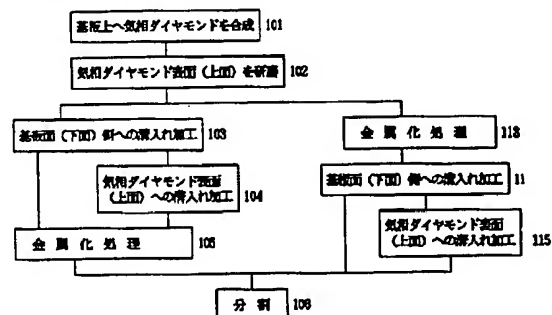 基板上へ気相ダイヤモンドを合成 101
気相ダイヤモンド表面(上面)を研磨 102
基板面(下面)側への溝入れ加工 103
気相ダイヤモンド表面
(上面)への溝入れ加工 104
金属化処理 105
金属化処理 113
基板面(下面)側への溝入れ加工 11
気相ダイヤモンド表面
(上面)への溝入れ加工 115
分割 106